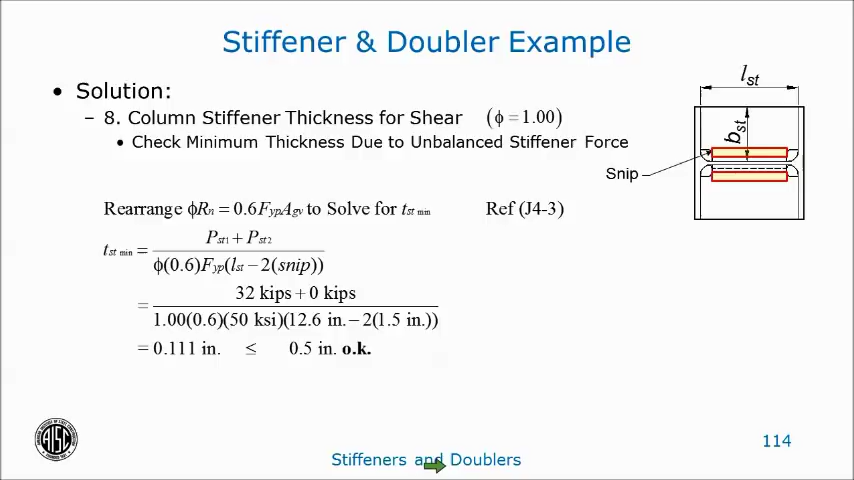 Stiffener & Doubler Example
• Solution:
– 8. Column Stiffener Thickness for Shear (ϕ = 1.00)
• Check Minimum Thickness Due to Unbalanced Stiffener Force
l_st
b_st
Snip
Rearrange ϕR_n = 0.6F_yp A_gv to Solve for t_st min Ref (J4-3)
t_st min = (P_st1 + P_st2) / (ϕ(0.6)F_yp(l_st − 2(snip)))
= (32 kips + 0 kips) / (1.00(0.6)(50 ksi)(12.6 in. − 2(1.5 in.)))
= 0.111 in. ≤ 0.5 in. o.k.
AISC
114
Stiffeners and Doublers